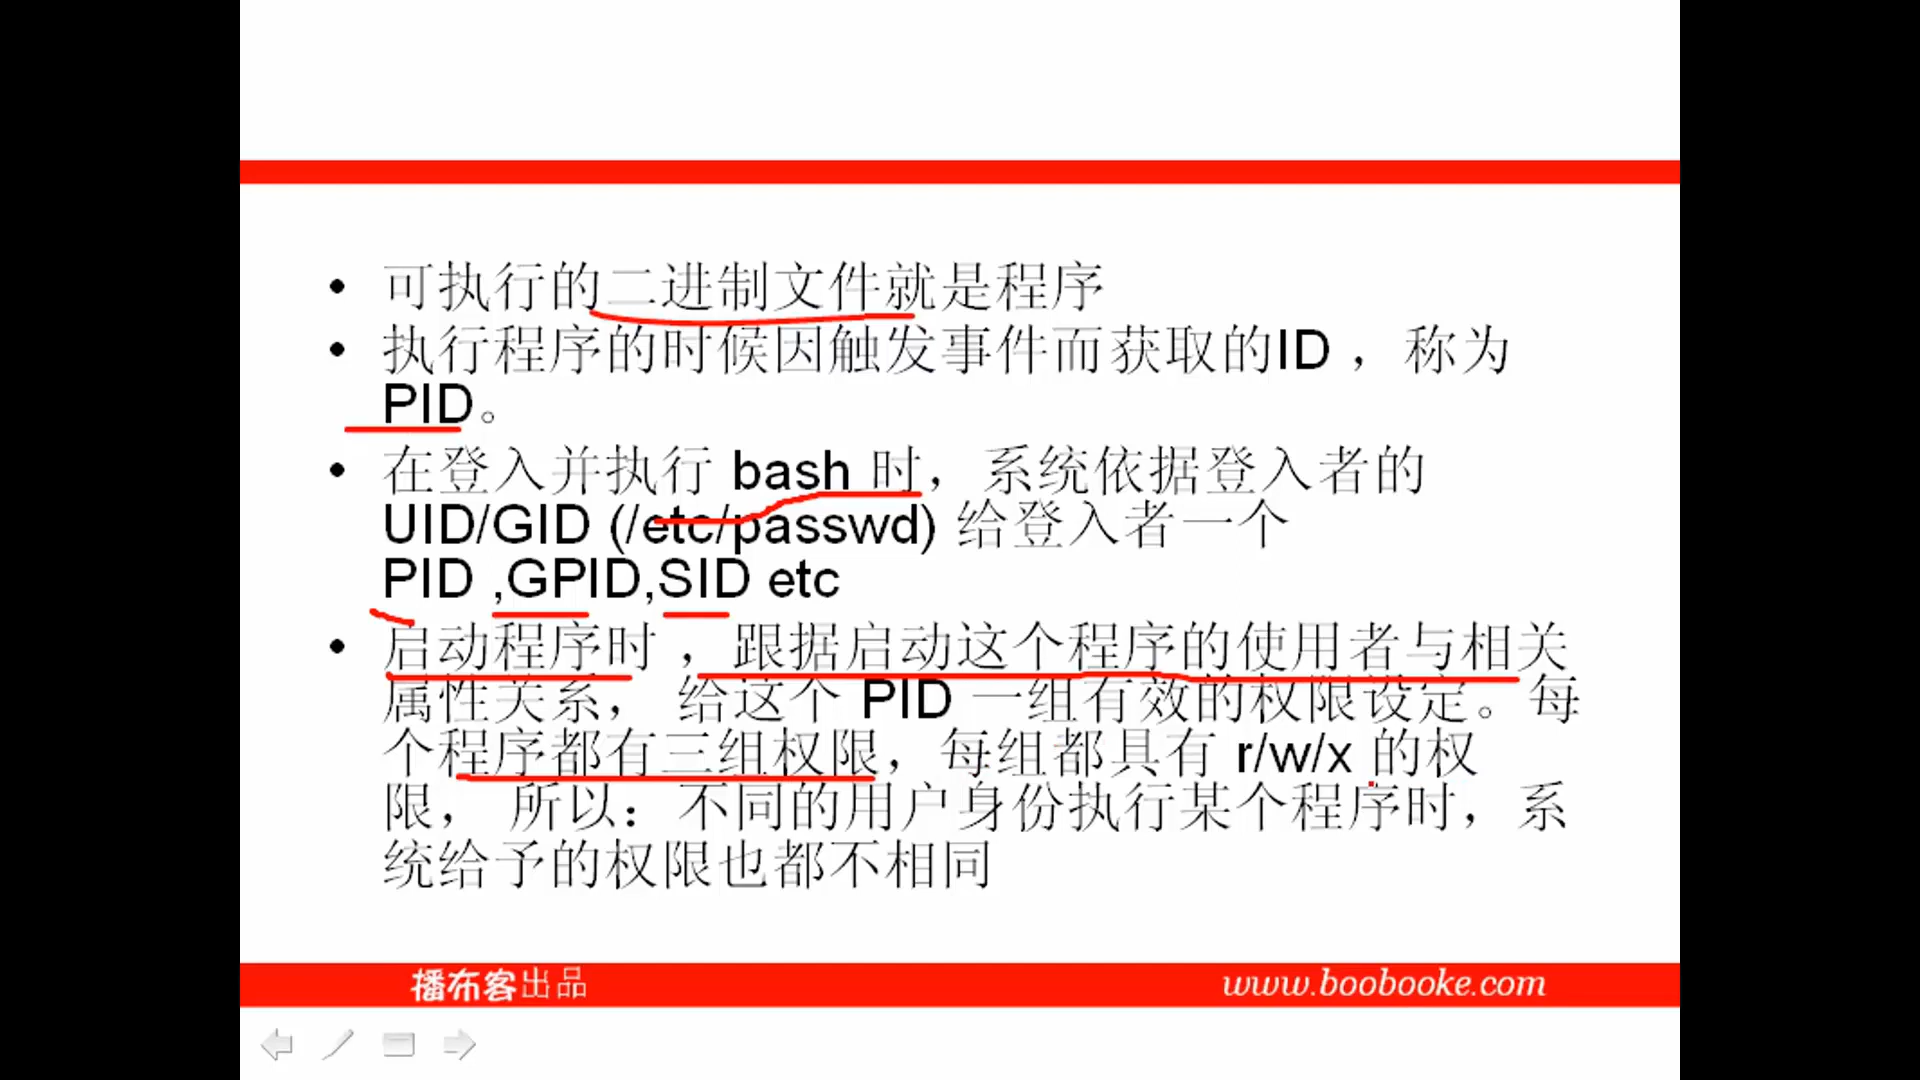 • 可执行的二进制文件就是程序
• 执行程序的时候因触发事件而获取的ID ，称为
PID。
• 在登入并执行 bash 时，系统依据登入者的
UID/GID (/etc/passwd) 给登入者一个
PID ,GPID,SID etc
• 启动程序时 ，跟据启动这个程序的使用者与相关
属性关系， 给这个 PID 一组有效的权限设定。每
个程序都有三组权限，每组都具有 r/w/x 的权
限， 所以：不同的用户身份执行某个程序时，系
统给予的权限也都不相同
播布客出品
www.boobooke.com